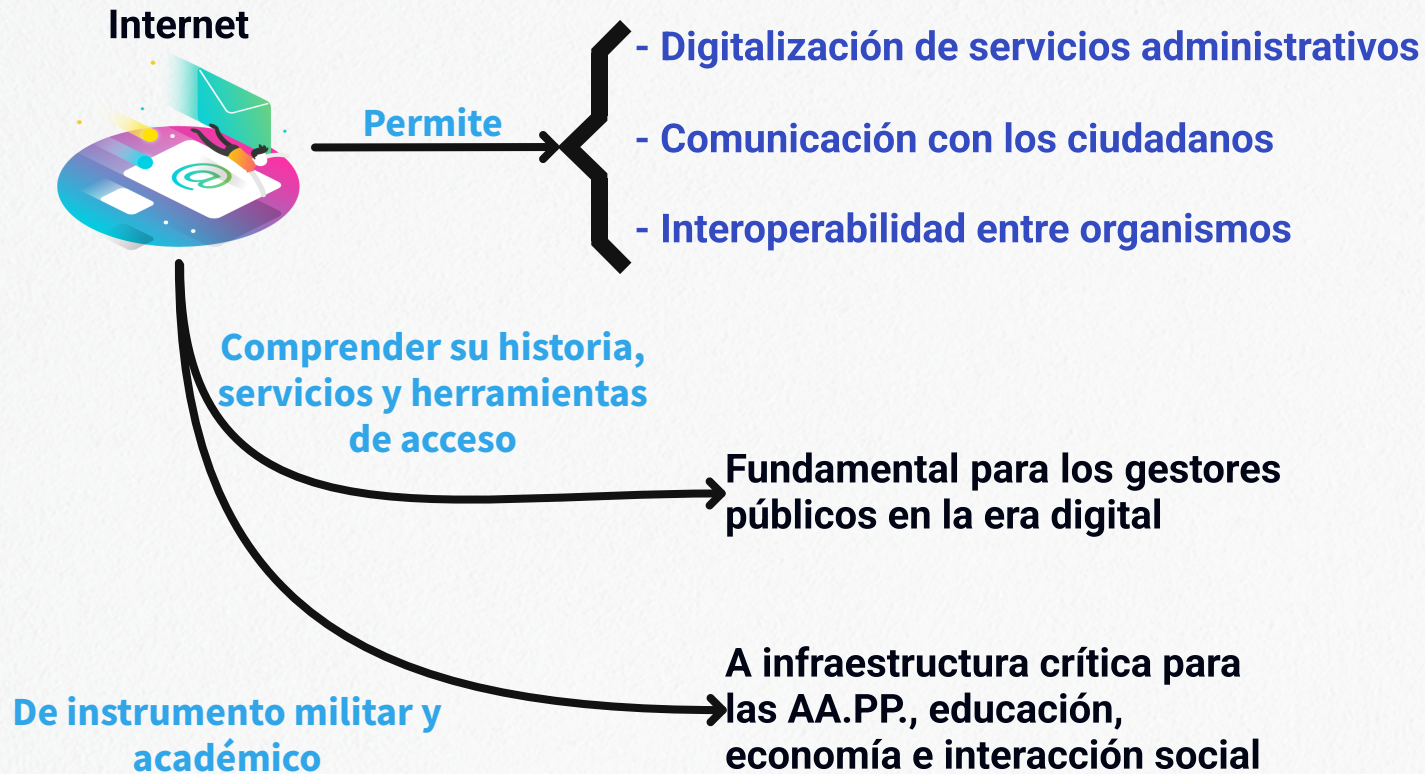 Internet
Permite
- Digitalización de servicios administrativos
- Comunicación con los ciudadanos
- Interoperabilidad entre organismos
Comprender su historia,
servicios y herramientas
de acceso
Fundamental para los gestores
públicos en la era digital
De instrumento militar y
académico
A infraestructura crítica para
las AA.PP., educación,
economía e interacción social
@